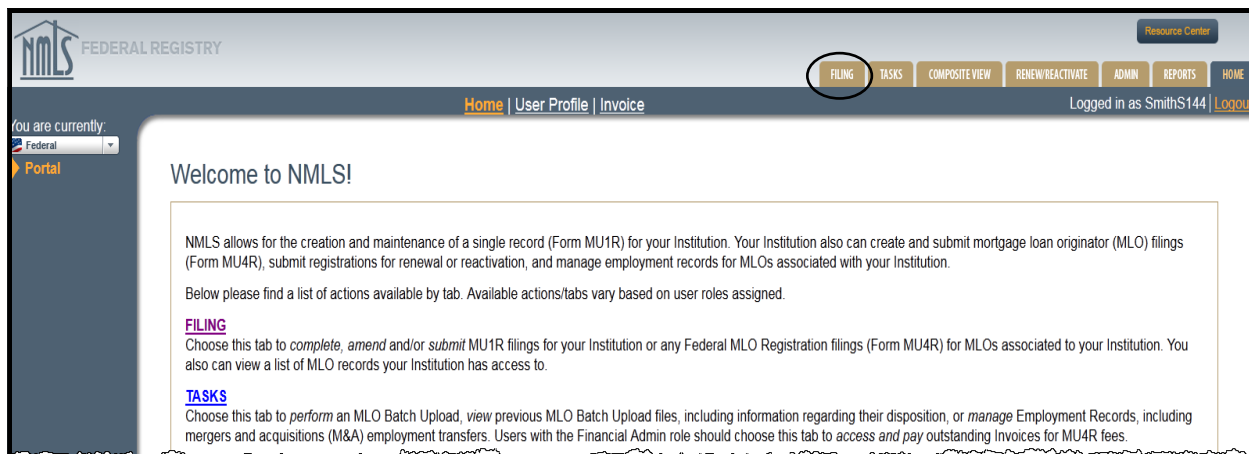 NMLS FEDERAL REGISTRY
Resource Center
FILING TASKS COMPOSITE VIEW RENEW/REACTIVATE ADMIN REPORTS HOME
Home | User Profile | Invoice
Logged in as SmithS144 | Logou
You are currently:
Federal
Portal
Welcome to NMLS!
NMLS allows for the creation and maintenance of a single record (Form MU1R) for your Institution. Your Institution also can create and submit mortgage loan originator (MLO) filings
(Form MU4R), submit registrations for renewal or reactivation, and manage employment records for MLOs associated with your Institution.
Below please find a list of actions available by tab. Available actions/tabs vary based on user roles assigned.
FILING
Choose this tab to complete, amend and/or submit MU1R filings for your Institution or any Federal MLO Registration filings (Form MU4R) for MLOs associated to your Institution. You
also can view a list of MLO records your Institution has access to.
TASKS
Choose this tab to perform an MLO Batch Upload, view previous MLO Batch Upload files, including information regarding their disposition, or manage Employment Records, including
mergers and acquisitions (M&A) employment transfers. Users with the Financial Admin role should choose this tab to access and pay outstanding Invoices for MU4R fees.